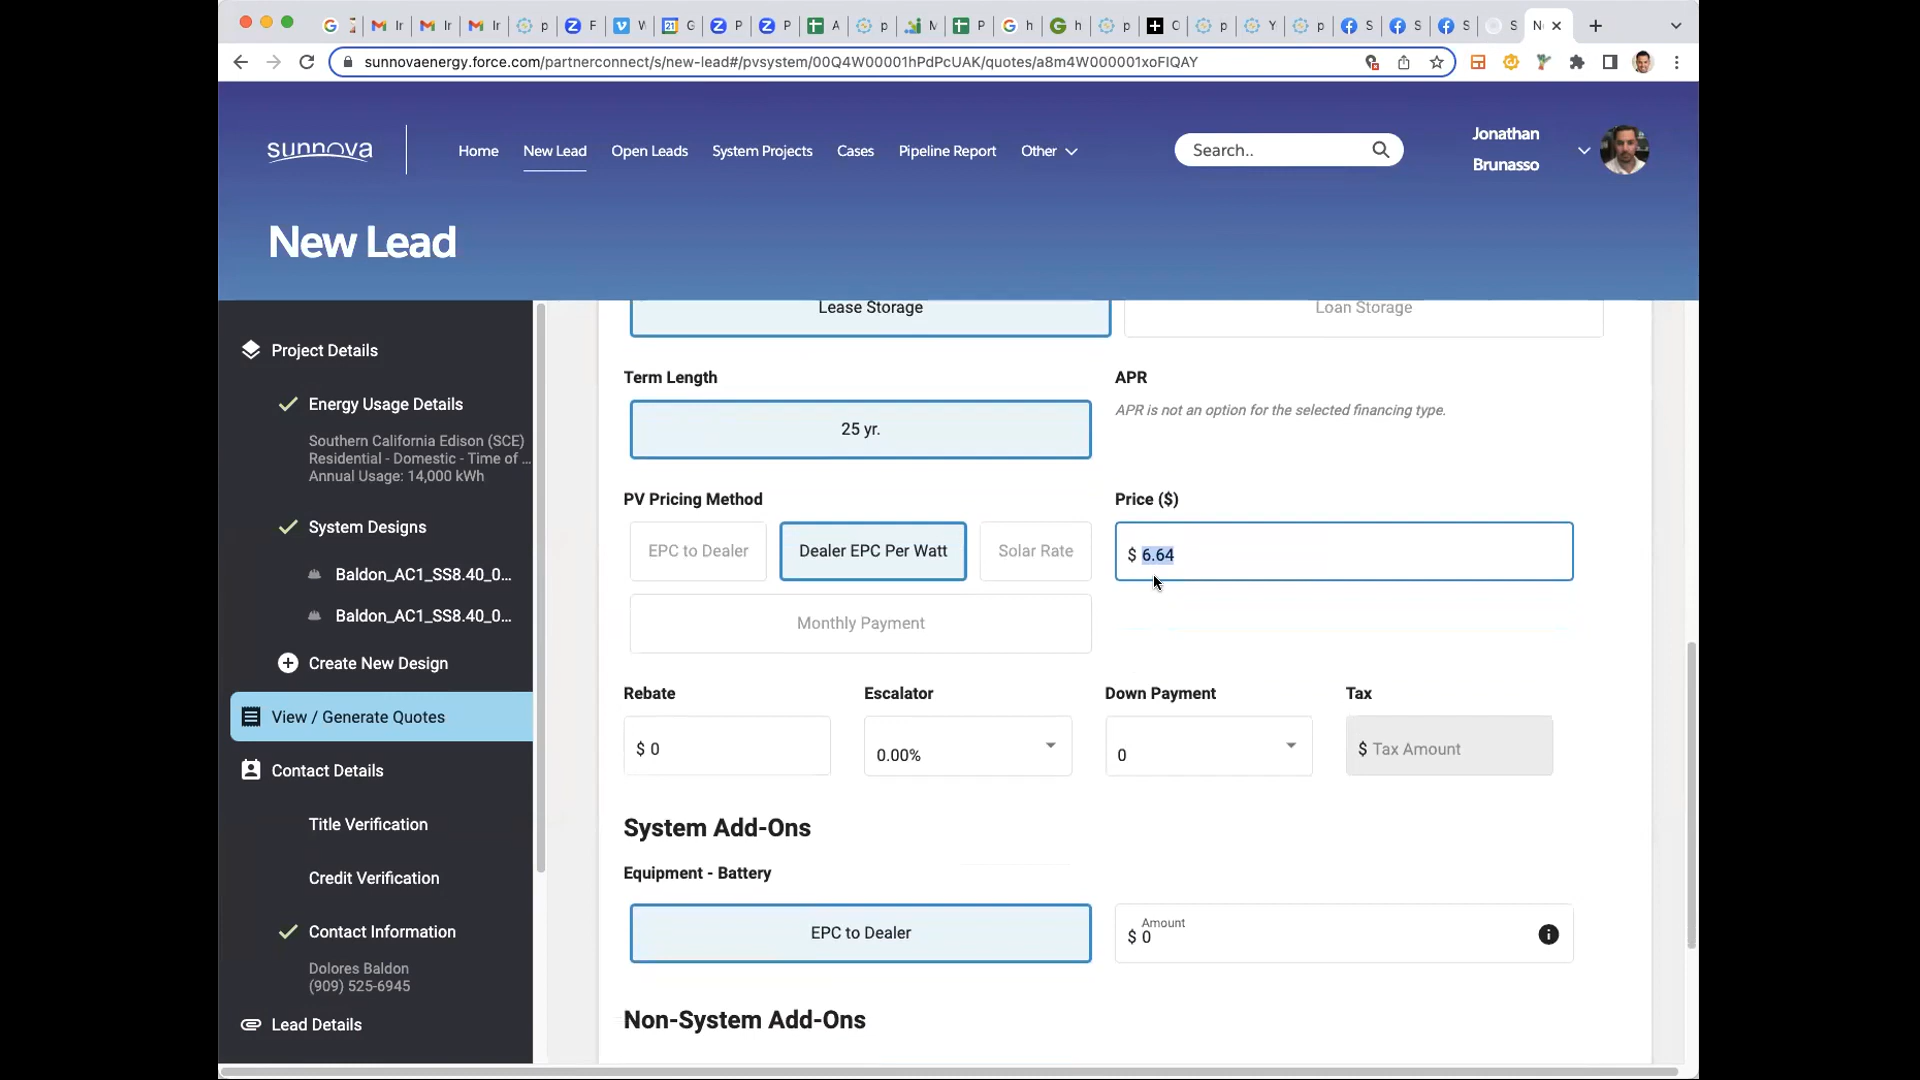 Ir
Ir
Ir
p
F
W
G
P
P
A
p
M
P
h
h
p
C
p
Y
p
S
S
S
S
N
sunnovaenergy.force.com/partnerconnect/s/new-lead#/pvsystem/00Q4W00001hPdPcUAK/quotes/a8m4W000001xoFIQAY
sunnova
Home
New Lead
Open Leads
System Projects
Cases
Pipeline Report
Other
Search..
Jonathan
Brunasso
New Lead
Project Details
Energy Usage Details
Southern California Edison (SCE)
Residential - Domestic - Time of ...
Annual Usage: 14,000 kWh
System Designs
Baldon_AC1_SS8.40_0...
Baldon_AC1_SS8.40_0...
Create New Design
View / Generate Quotes
Contact Details
Title Verification
Credit Verification
Contact Information
Dolores Baldon
(909) 525-6945
Lead Details
Lease Storage
Loan Storage
Term Length
APR
25 yr.
APR is not an option for the selected financing type.
PV Pricing Method
Price ($)
EPC to Dealer
Dealer EPC Per Watt
Solar Rate
$ 6.64
Monthly Payment
Rebate
Escalator
Down Payment
Tax
$ 0
0.00%
0
$ Tax Amount
System Add-Ons
Equipment - Battery
EPC to Dealer
Amount
$ 0
Non-System Add-Ons